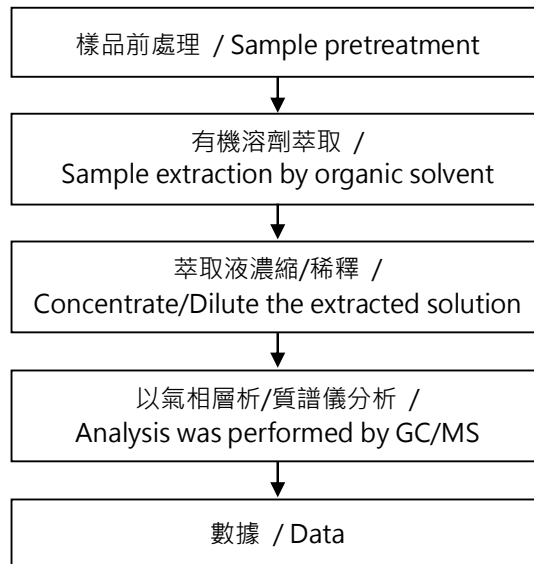 樣品前處理 / Sample pretreatment
有機溶劑萃取 /
Sample extraction by organic solvent
萃取液濃縮/稀釋 /
Concentrate/Dilute the extracted solution
以氣相層析/質譜儀分析 /
Analysis was performed by GC/MS
數據 / Data